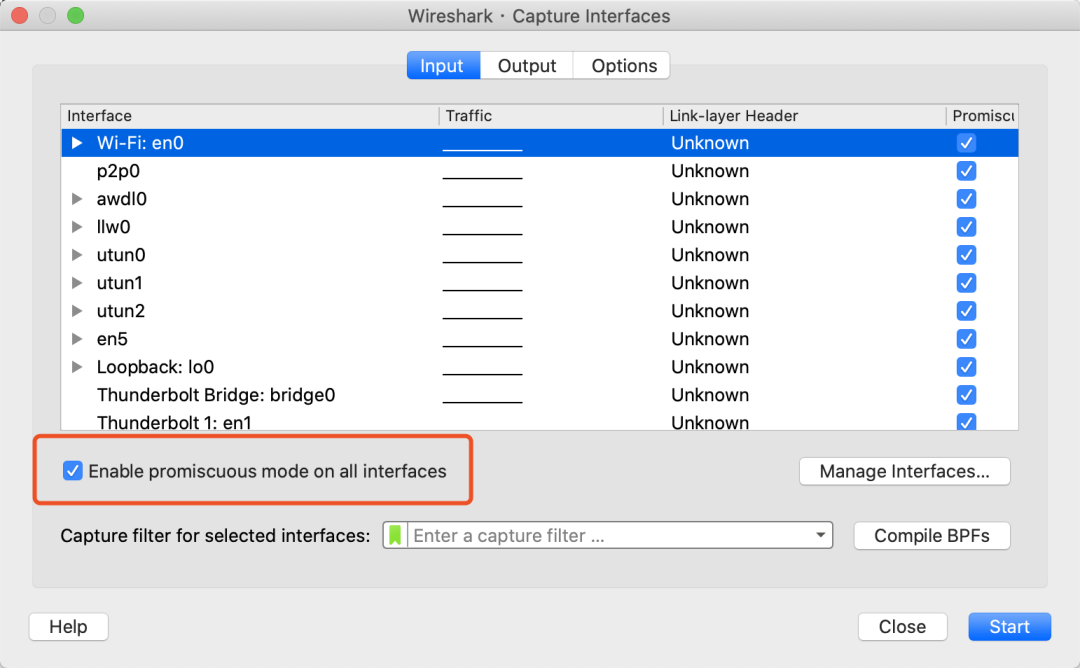 Wireshark · Capture Interfaces
Input Output Options
Interface Traffic Link-layer Header Promiscu
Wi-Fi: en0 Unknown
p2p0 Unknown
awdl0 Unknown
llw0 Unknown
utun0 Unknown
utun1 Unknown
utun2 Unknown
en5 Unknown
Loopback: lo0 Unknown
Thunderbolt Bridge: bridge0 Unknown
Thunderbolt 1: en1 Unknown
Enable promiscuous mode on all interfaces Manage Interfaces...
Capture filter for selected interfaces: Enter a capture filter ... Compile BPFs
Help Close Start